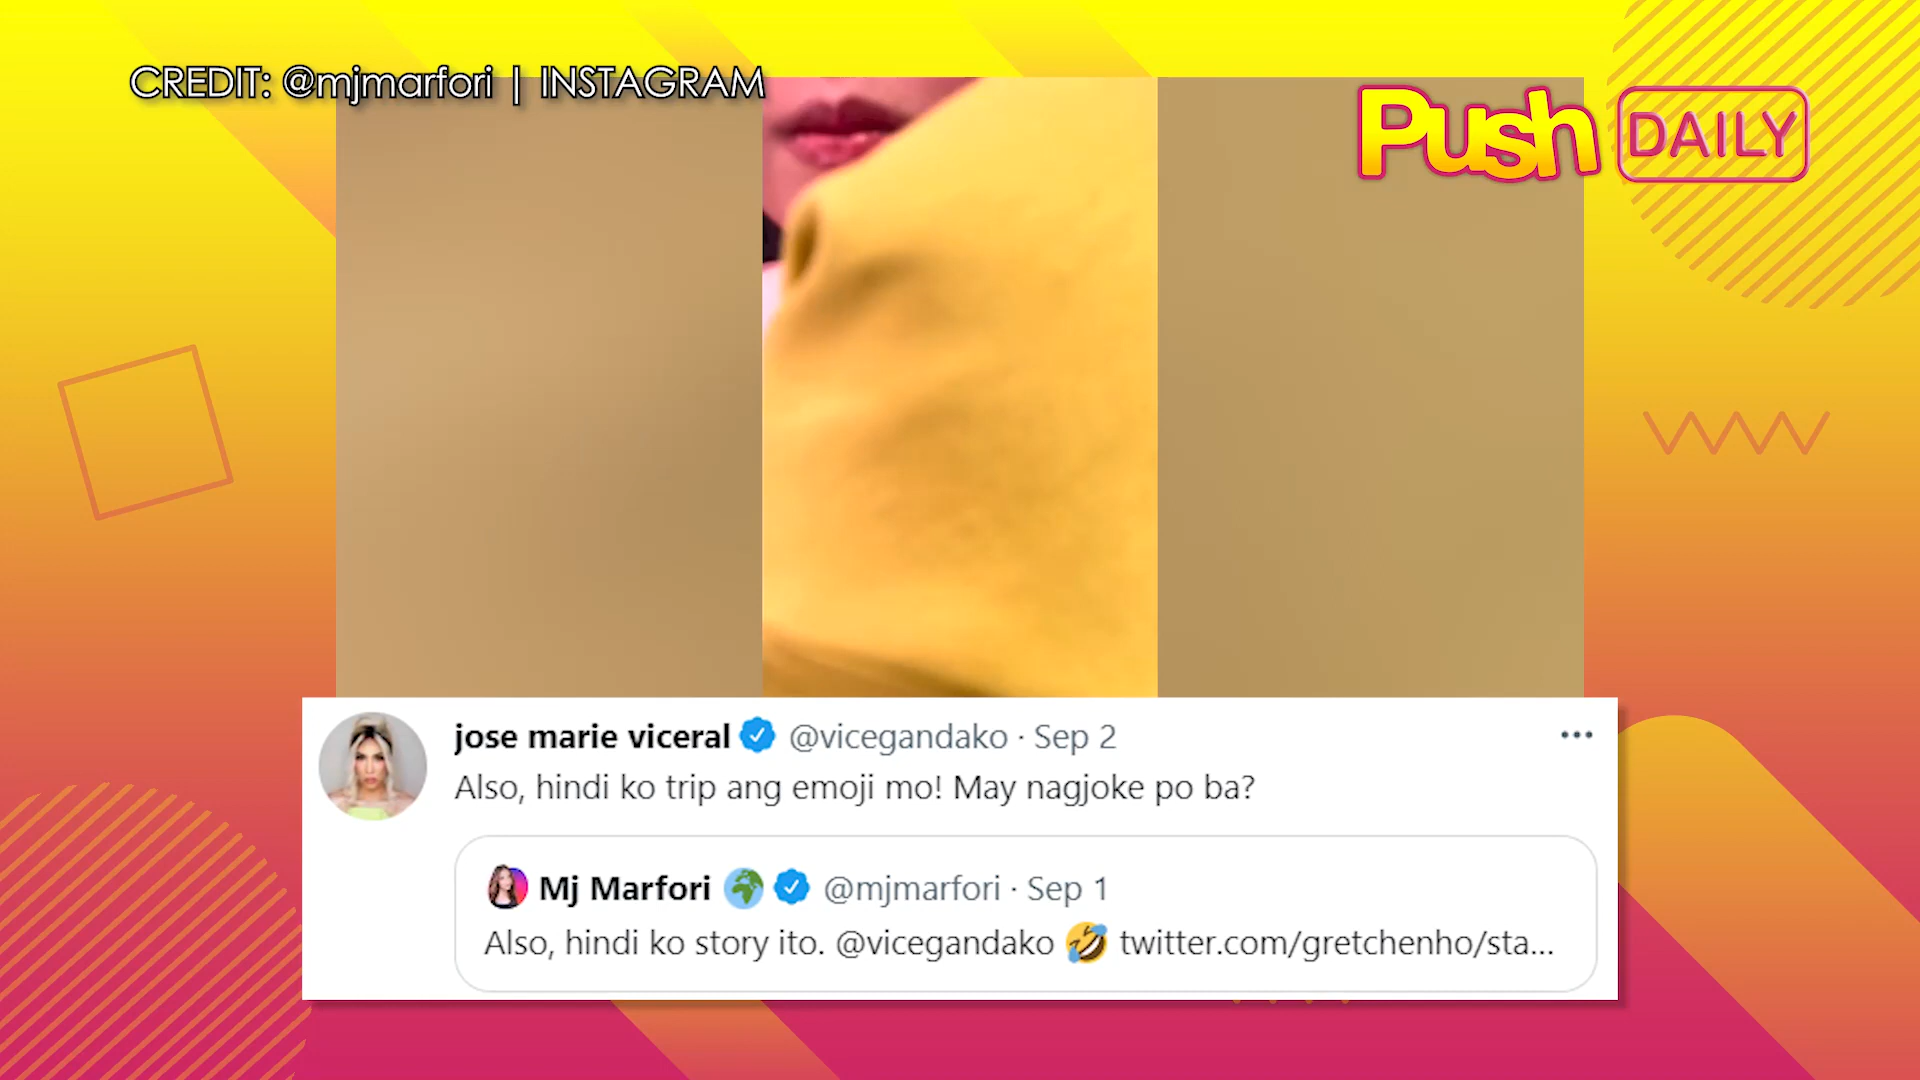 CREDIT: @mjmarfori | INSTAGRAM
Push DAILY
jose marie viceral @vicegandako · Sep 2
Also, hindi ko trip ang emoji mo! May nagjoke po ba?
Mj Marfori 🌍 @mjmarfori · Sep 1
Also, hindi ko story ito. @vicegandako 🤣 twitter.com/gretchenho/sta...